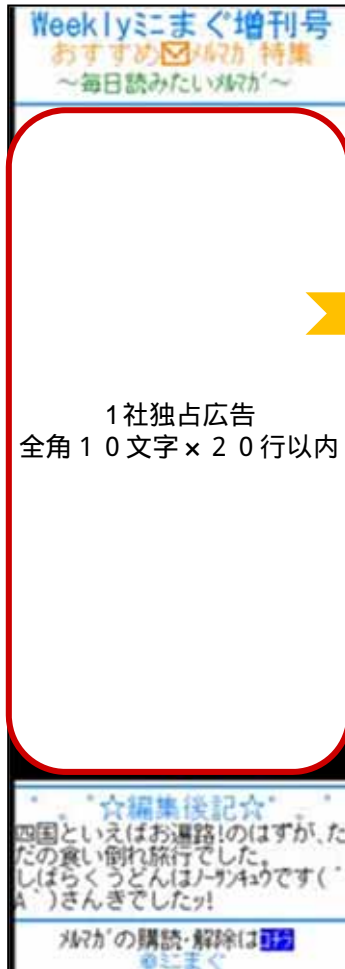 Weeklyミニまぐ増刊号
おすすめメルマガ 特集
～毎日読みたいメルマガ～
1社独占広告
全角１０文字×２０行以内
☆編集後記☆
四国といえばお遍路!のはずが､た
だの食い倒れ旅行でした。
しばらくうどんはノーサンキュウです(ﾟ
Aﾟ)さんきでしたッ!
メルマガの購読･解除はコチラ
©ミニまぐ